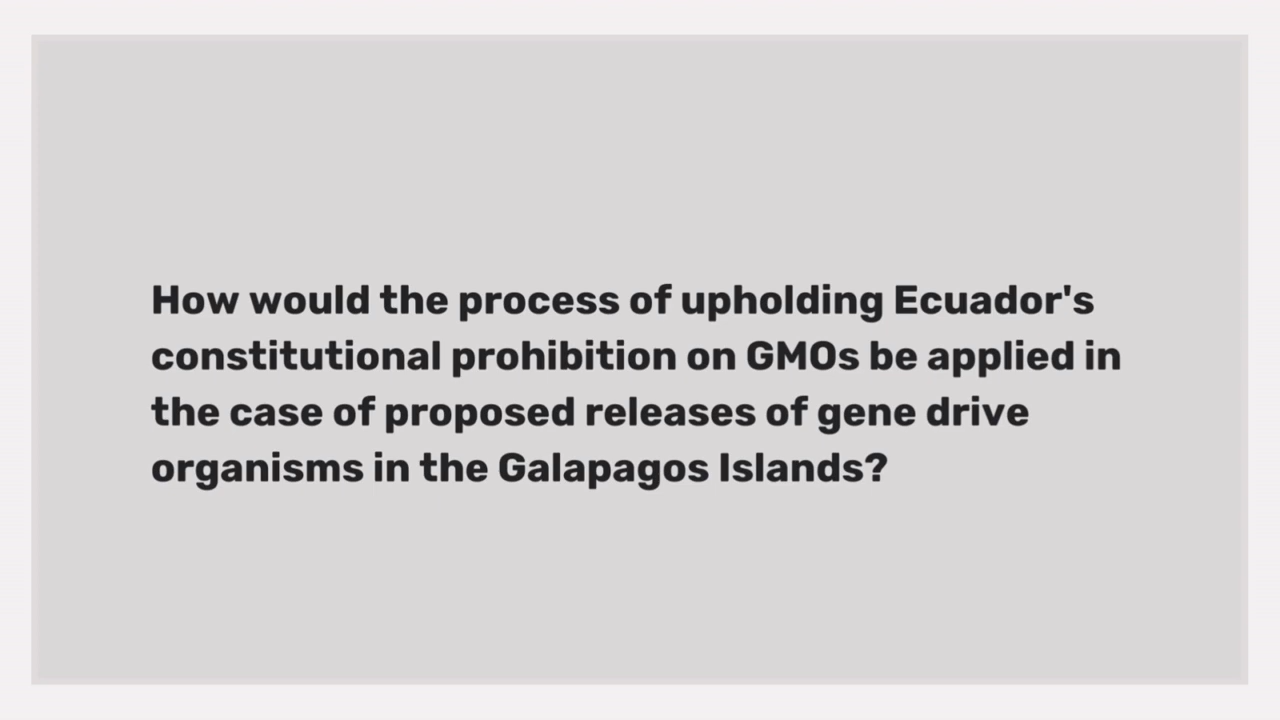 How would the process of upholding Ecuador's
constitutional prohibition on GMOs be applied in
the case of proposed releases of gene drive
organisms in the Galapagos Islands?